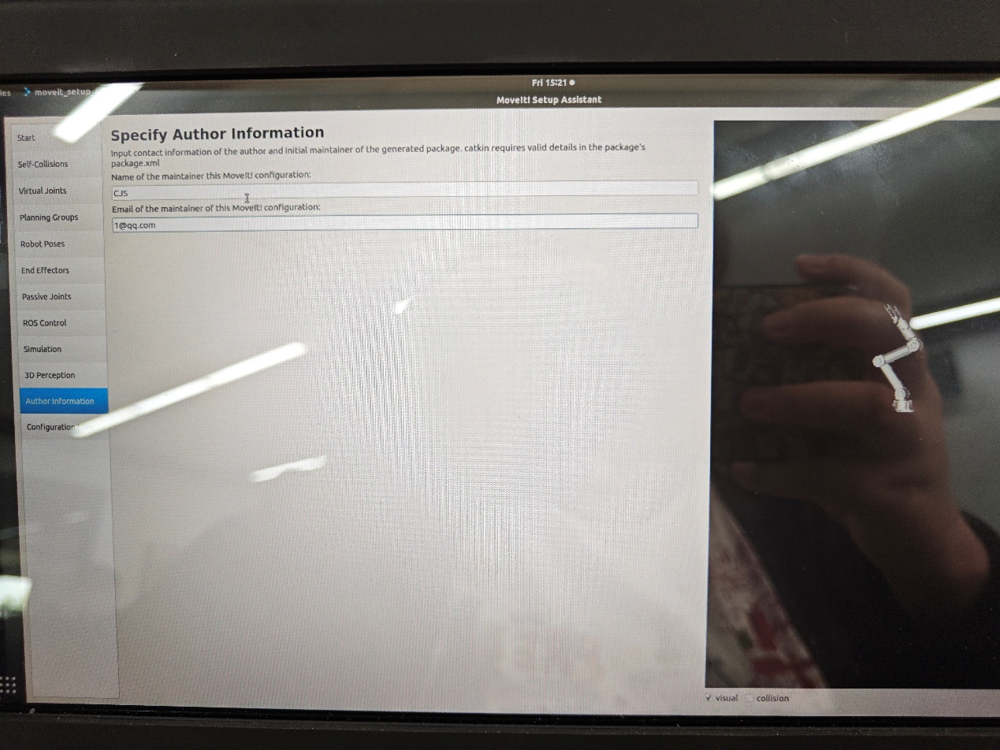 Fri 15:21
moveit_setup
MoveIt! Setup Assistant
Start
Self-Collisions
Virtual Joints
Planning Groups
Robot Poses
End Effectors
Passive Joints
ROS Control
Simulation
3D Perception
Author Information
Configuration
Specify Author Information
Input contact information of the author and initial maintainer of the generated package. catkin requires valid details in the package's
package.xml
Name of the maintainer this MoveIt! configuration:
CJS
Email of the maintainer of this MoveIt! configuration:
1@qq.com
visual
collision